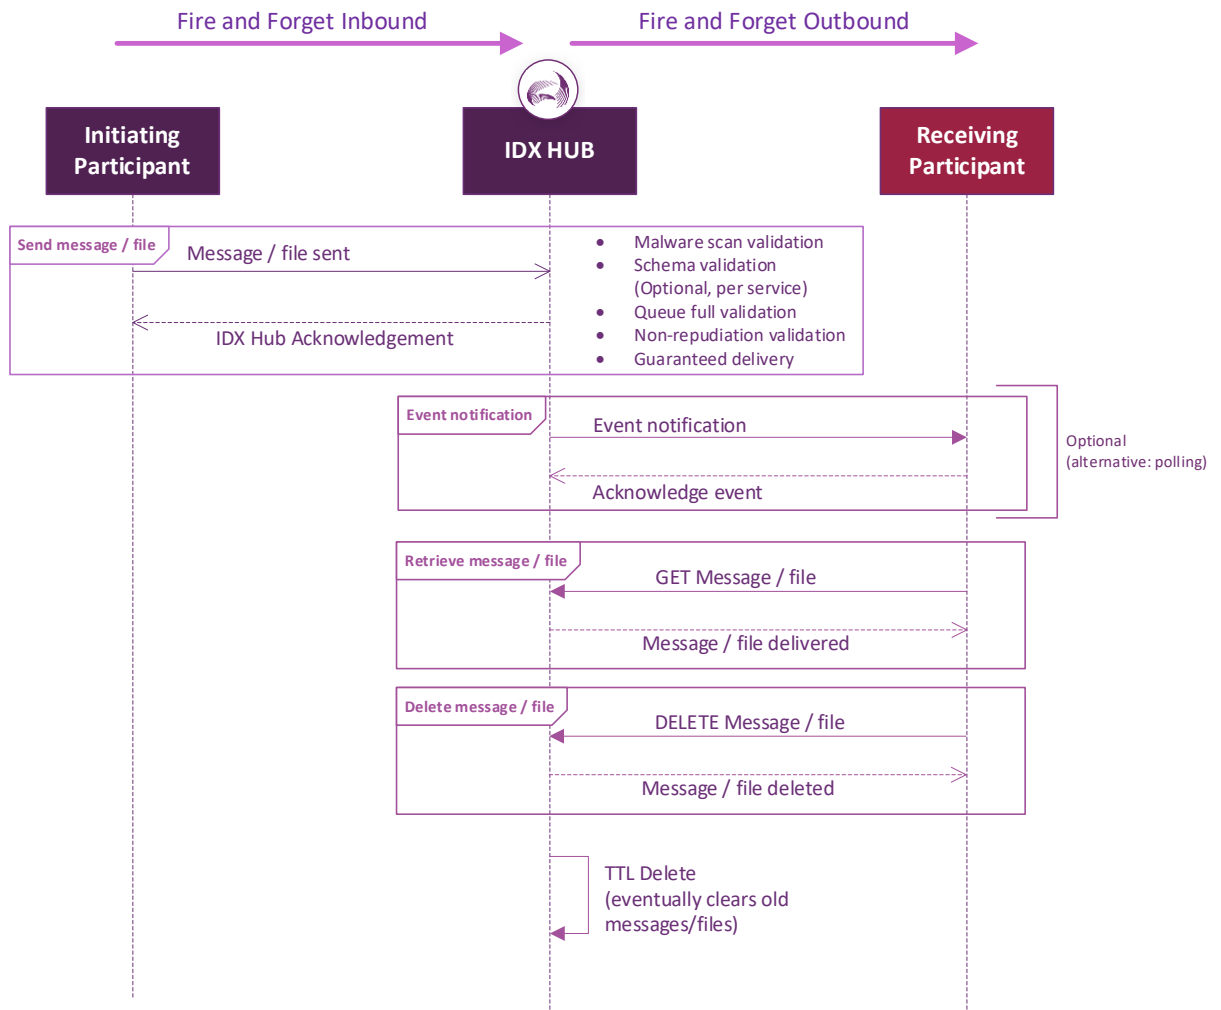 Fire and Forget Inbound
Fire and Forget Outbound
Initiating
Participant
IDX HUB
Receiving
Participant
Send message / file
Message / file sent
IDX Hub Acknowledgement
• Malware scan validation
• Schema validation
(Optional, per service)
• Queue full validation
• Non-repudiation validation
• Guaranteed delivery
Event notification
Event notification
Acknowledge event
Optional
(alternative: polling)
Retrieve message / file
GET Message / file
Message / file delivered
Delete message / file
DELETE Message / file
Message / file deleted
TTL Delete
(eventually clears old
messages/files)